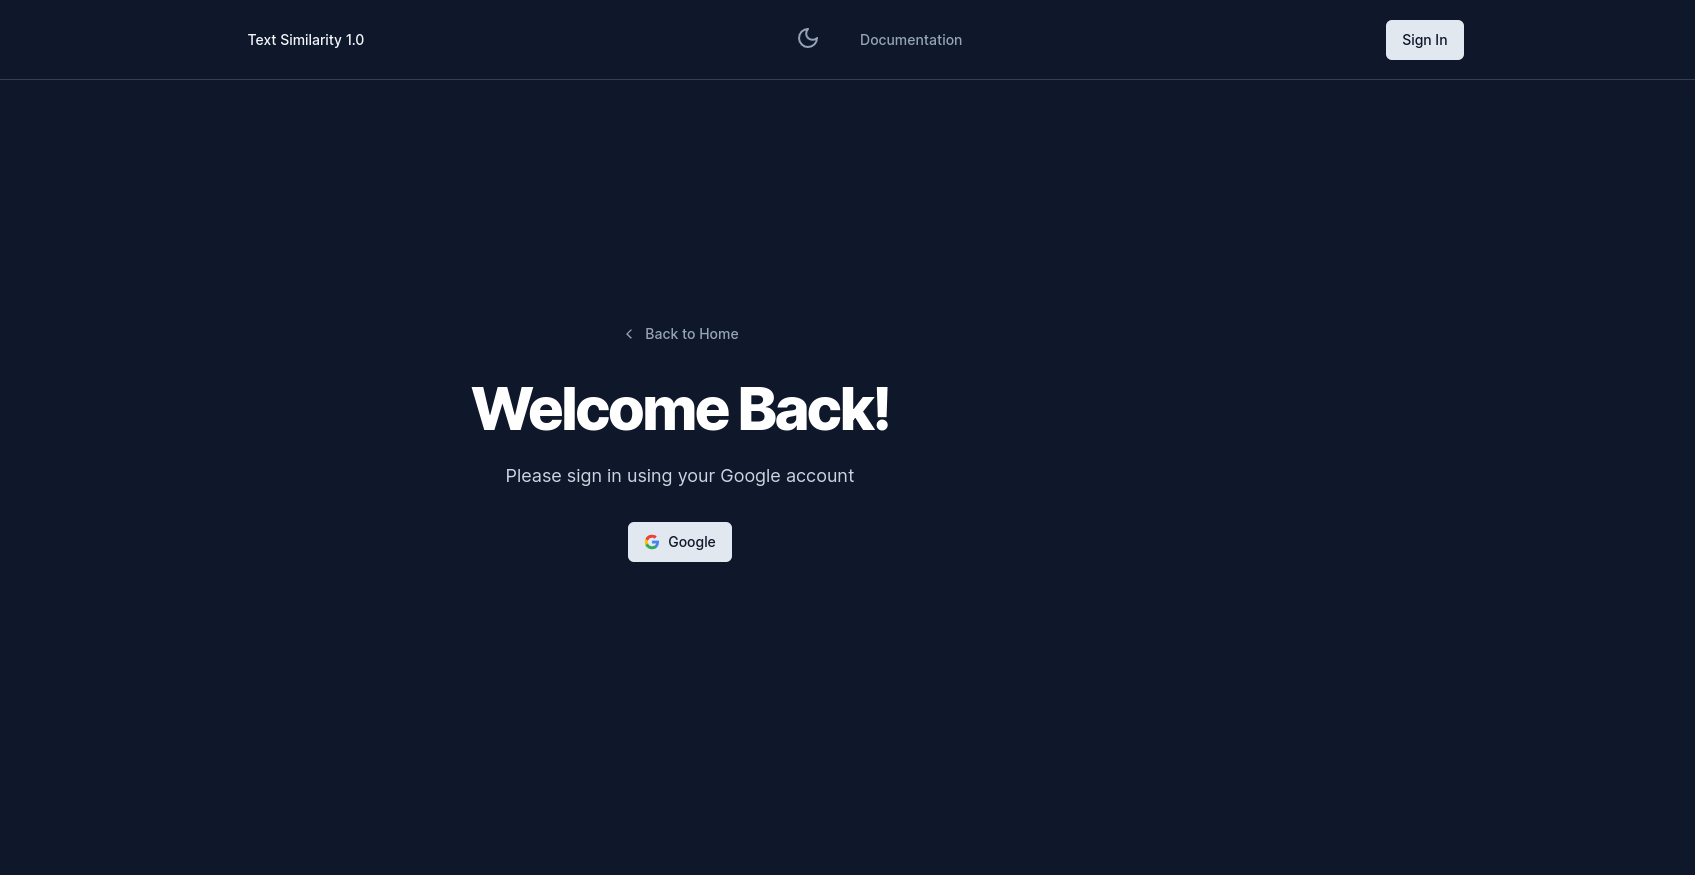 Text Similarity 1.0
Documentation
Sign In
Back to Home
Welcome Back!
Please sign in using your Google account
Google